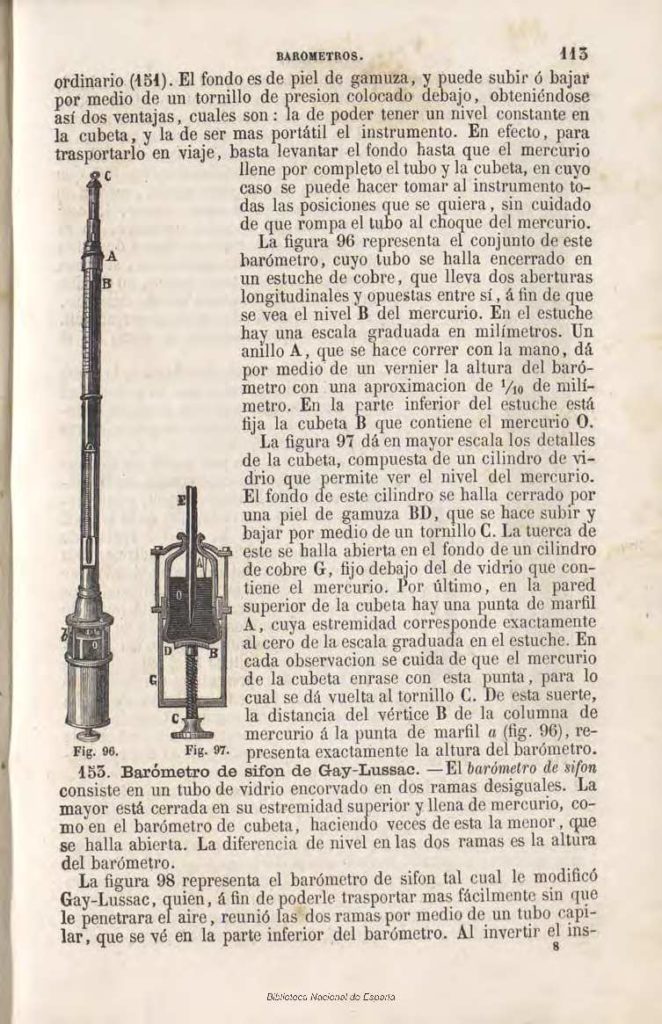 BAROMETROS. 113
ordinario (151). El fondo es de piel de gamuza, y puede subir ó bajar
por medio de un tornillo de presion colocado debajo, obteniéndose
así dos ventajas, cuales son: la de poder tener un nivel constante en
la cubeta, y la de ser mas portátil el instrumento. En efecto, para
trasportarlo en viaje, basta levantar el fondo hasta que el mercurio
llene por completo el tubo y la cubeta, en cuyo
caso se puede hacer tomar al instrumento to-
das las posiciones que se quiera, sin cuidado
de que rompa el tubo al choque del mercurio.
La figura 96 representa el conjunto de este
barómetro, cuyo tubo se halla encerrado en
un estuche de cobre, que lleva dos aberturas
longitudinales y opuestas entre sí, á fin de que
se vea el nivel B del mercurio. En el estuche
hay una escala graduada en milímetros. Un
anillo A, que se hace correr con la mano, dá
por medio de un vernier la altura del baró-
metro con una aproximacion de 1/10 de milí-
metro. En la parte inferior del estuche está
fija la cubeta B que contiene el mercurio O.
La figura 97 dá en mayor escala los detalles
de la cubeta, compuesta de un cilindro de vi-
drio que permite ver el nivel del mercurio.
El fondo de este cilindro se halla cerrado por
una piel de gamuza BD, que se hace subir y
bajar por medio de un tornillo C. La tuerca de
este se halla abierta en el fondo de un cilindro
de cobre G, fijo debajo del de vidrio que con-
tiene el mercurio. Por último, en la pared
superior de la cubeta hay una punta de marfil
A, cuya estremidad corresponde exactamente
al cero de la escala graduada en el estuche. En
cada observacion se cuida de que el mercurio
de la cubeta enrase con esta punta, para lo
cual se dá vuelta al tornillo C. De esta suerte,
la distancia del vértice B de la columna de
mercurio á la punta de marfil a (fig. 96), re-
presenta exactamente la altura del barómetro.
C
A
B
b
O
Fig. 96.
E
A
O
D
B
G
C
Fig. 97.
153. Barómetro de sifon de Gay-Lussac. —El barómetro de sifon
consiste en un tubo de vidrio encorvado en dos ramas desiguales. La
mayor está cerrada en su estremidad superior y llena de mercurio, co-
mo en el barómetro de cubeta, haciendo veces de esta la menor, que
se halla abierta. La diferencia de nivel en las dos ramas es la altura
del barómetro.
La figura 98 representa el barómetro de sifon tal cual le modificó
Gay-Lussac, quien, á fin de poderle trasportar mas fácilmente sin que
le penetrara el aire, reunió las dos ramas por medio de un tubo capi-
lar, que se vé en la parte inferior del barómetro. Al invertir el ins-
8
Biblioteca Nacional de España